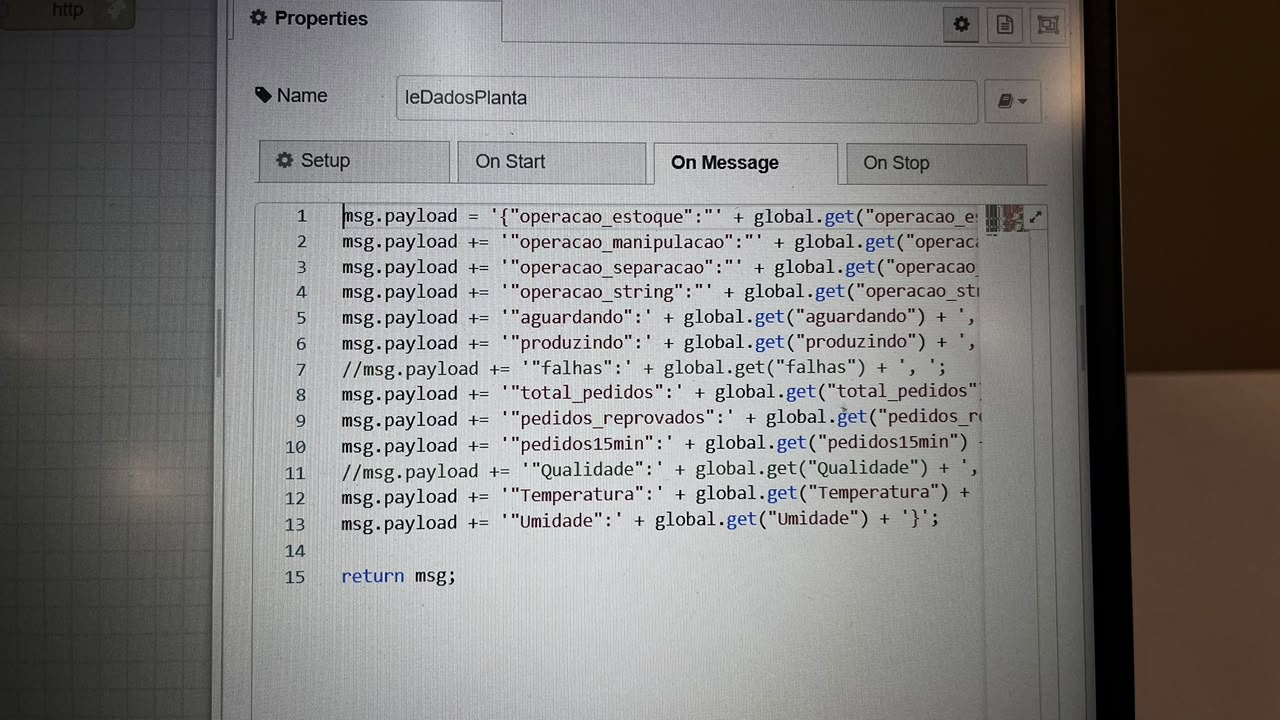 http
Properties
Name
leDadosPlanta
Setup
On Start
On Message
On Stop
1 msg.payload = '{"operacao_estoque":"' + global.get("operacao_es
2 msg.payload += '"operacao_manipulacao":"' + global.get("operaca
3 msg.payload += '"operacao_separacao":"' + global.get("operacao_
4 msg.payload += '"operacao_string":"' + global.get("operacao_str
5 msg.payload += '"aguardando":' + global.get("aguardando") + ',
6 msg.payload += '"produzindo":' + global.get("produzindo") + ',
7 //msg.payload += '"falhas":' + global.get("falhas") + ', ';
8 msg.payload += '"total_pedidos":' + global.get("total_pedidos"
9 msg.payload += '"pedidos_reprovados":' + global.get("pedidos_re
10 msg.payload += '"pedidos15min":' + global.get("pedidos15min") +
11 //msg.payload += '"Qualidade":' + global.get("Qualidade") + ',
12 msg.payload += '"Temperatura":' + global.get("Temperatura") +
13 msg.payload += '"Umidade":' + global.get("Umidade") + '}';
14
15 return msg;